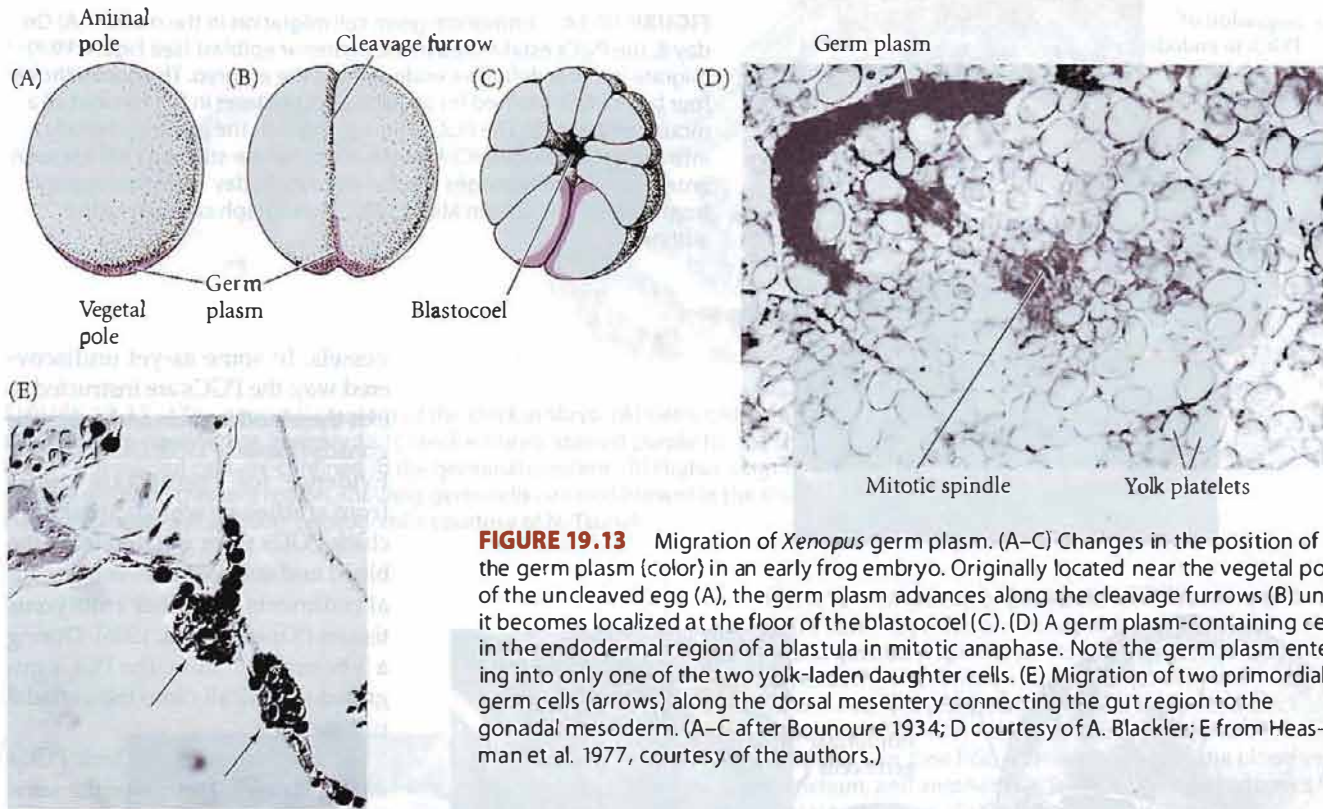 Animal
pole
Cleavage furrow
Germ plasm
(A)
(B)
(C)
(D)
Germ
plasm
Vegetal
pole
Blastocoel
(E)
Mitotic spindle
Yolk platelets
FIGURE 19.13 Migration of Xenopus germ plasm. (A–C) Changes in the position of
the germ plasm (color) in an early frog embryo. Originally located near the vegetal po
of the uncleaved egg (A), the germ plasm advances along the cleavage furrows (B) un
it becomes localized at the floor of the blastocoel (C). (D) A germ plasm-containing ce
in the endodermal region of a blastula in mitotic anaphase. Note the germ plasm ente
ing into only one of the two yolk-laden daughter cells. (E) Migration of two primordial
germ cells (arrows) along the dorsal mesentery connecting the gut region to the
gonadal mesoderm. (A–C after Bounoure 1934; D courtesy of A. Blackler; E from Heas-
man et al. 1977, courtesy of the authors.)